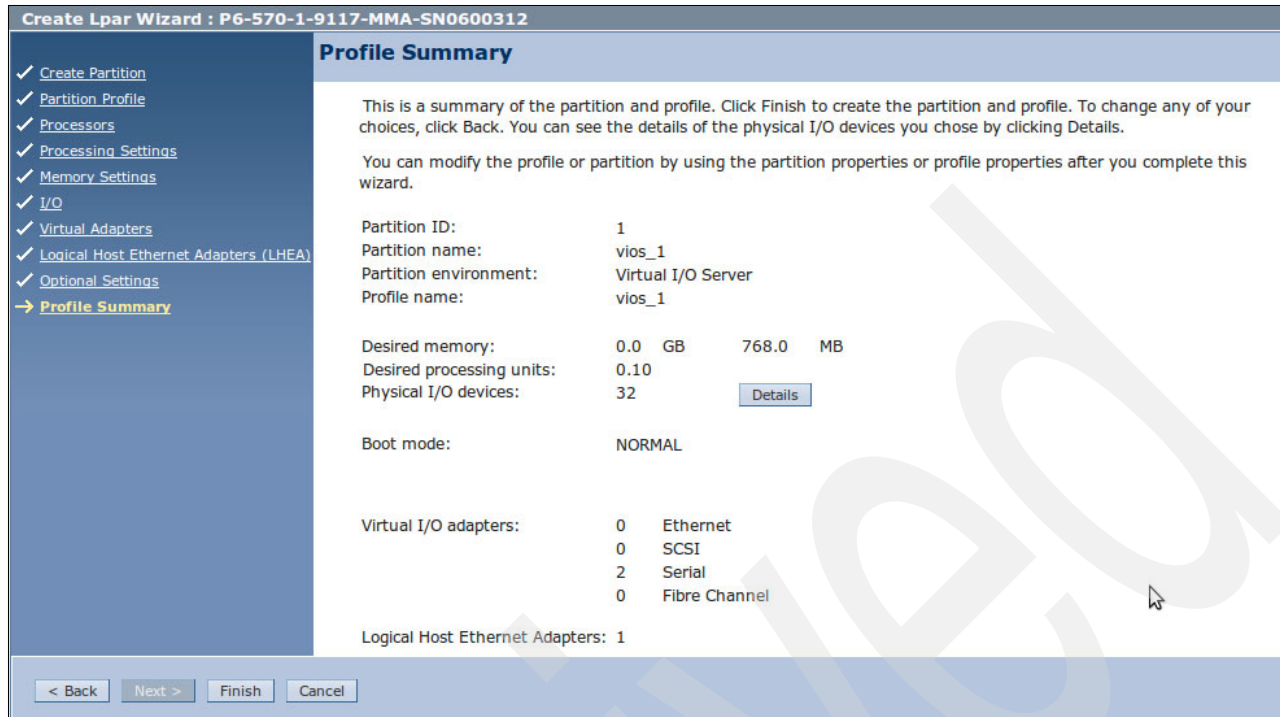 Create Lpar Wizard : P6-570-1-9117-MMA-SN0600312
Create Partition
Partition Profile
Processors
Processing Settings
Memory Settings
I/O
Virtual Adapters
Logical Host Ethernet Adapters (LHEA)
Optional Settings
Profile Summary
Profile Summary
This is a summary of the partition and profile. Click Finish to create the partition and profile. To change any of your
choices, click Back. You can see the details of the physical I/O devices you chose by clicking Details.
You can modify the profile or partition by using the partition properties or profile properties after you complete this
wizard.
Partition ID: 1
Partition name: vios_1
Partition environment: Virtual I/O Server
Profile name: vios_1
Desired memory: 0.0 GB 768.0 MB
Desired processing units: 0.10
Physical I/O devices: 32 Details
Boot mode: NORMAL
Virtual I/O adapters: 0 Ethernet
0 SCSI
2 Serial
0 Fibre Channel
Logical Host Ethernet Adapters: 1
< Back Next > Finish Cancel